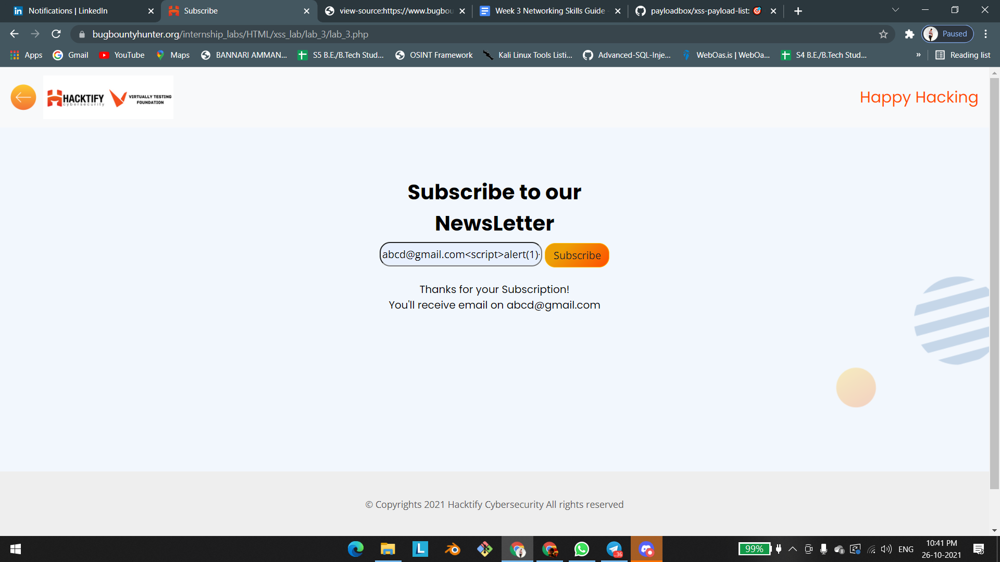 Notifications | LinkedIn
Subscribe
view-source:https://www.bugbou
Week 3 Networking Skills Guide -
payloadbox/xss-payload-list: 🎯
bugbountyhunter.org/internship_labs/HTML/xss_lab/lab_3/lab_3.php
Paused
Apps
Gmail
YouTube
Maps
BANNARI AMMAN...
S5 B.E./B.Tech Stud...
OSINT Framework
Kali Linux Tools Listi...
Advanced-SQL-Inje...
WebOas.is | WebOa...
S4 B.E./B.Tech Stud...
»
Reading list
HACKTIFY
cybersecurity
VIRTUALLY TESTING
FOUNDATION
Happy Hacking
Subscribe to our
NewsLetter
abcd@gmail.com<script>alert(1)
Subscribe
Thanks for your Subscription!
You'll receive email on abcd@gmail.com
© Copyrights 2021 Hacktify Cybersecurity All rights reserved
L
36
99%
ENG
10:41 PM
26-10-2021